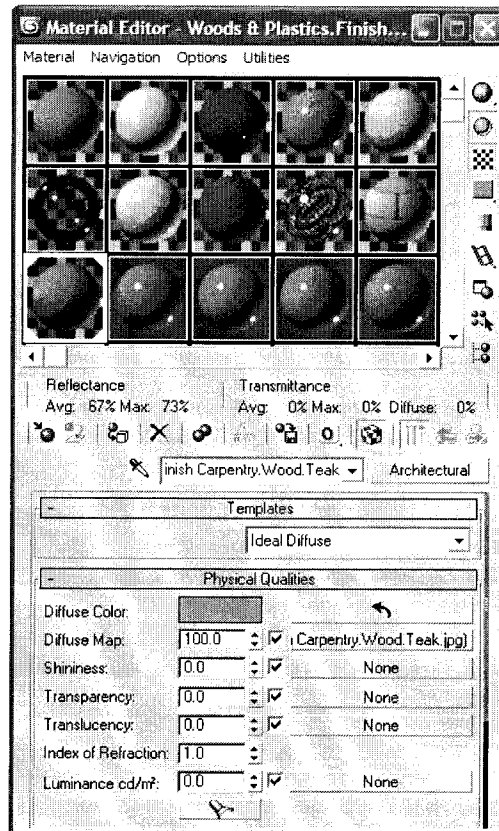 Material Editor - Woods & Plastics.Finish...
Material Navigation Options Utilities
Reflectance Transmittance
Avg: 67% Max: 73% Avg: 0% Max: 0% Diffuse: 0%
inish Carpentry.Wood.Teak Architectural
- Templates
Ideal Diffuse
- Physical Qualities
Diffuse Color:
Diffuse Map: 100.0 Carpentry.Wood.Teak.jpg)
Shininess: 0.0 None
Transparency: 0.0 None
Translucency: 0.0 None
Index of Refraction: 1.0
Luminance cd/m²: 0.0 None